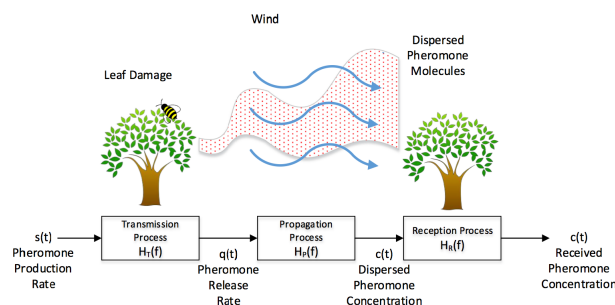 Wind
Leaf Damage
Dispersed
Pheromone
Molecules
Transmission
Process
H_T(f)
Propagation
Process
H_P(f)
Reception Process
H_R(f)
s(t)
Pheromone
Production
Rate
q(t)
Pheromone
Release
Rate
c(t)
Dispersed
Pheromone
Concentration
c(t)
Received
Pheromone
Concentration